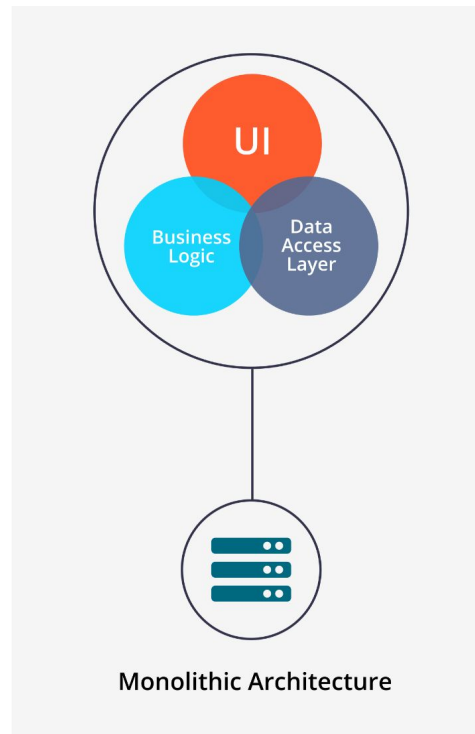 UI
Business
Logic
Data
Access
Layer
Monolithic Architecture